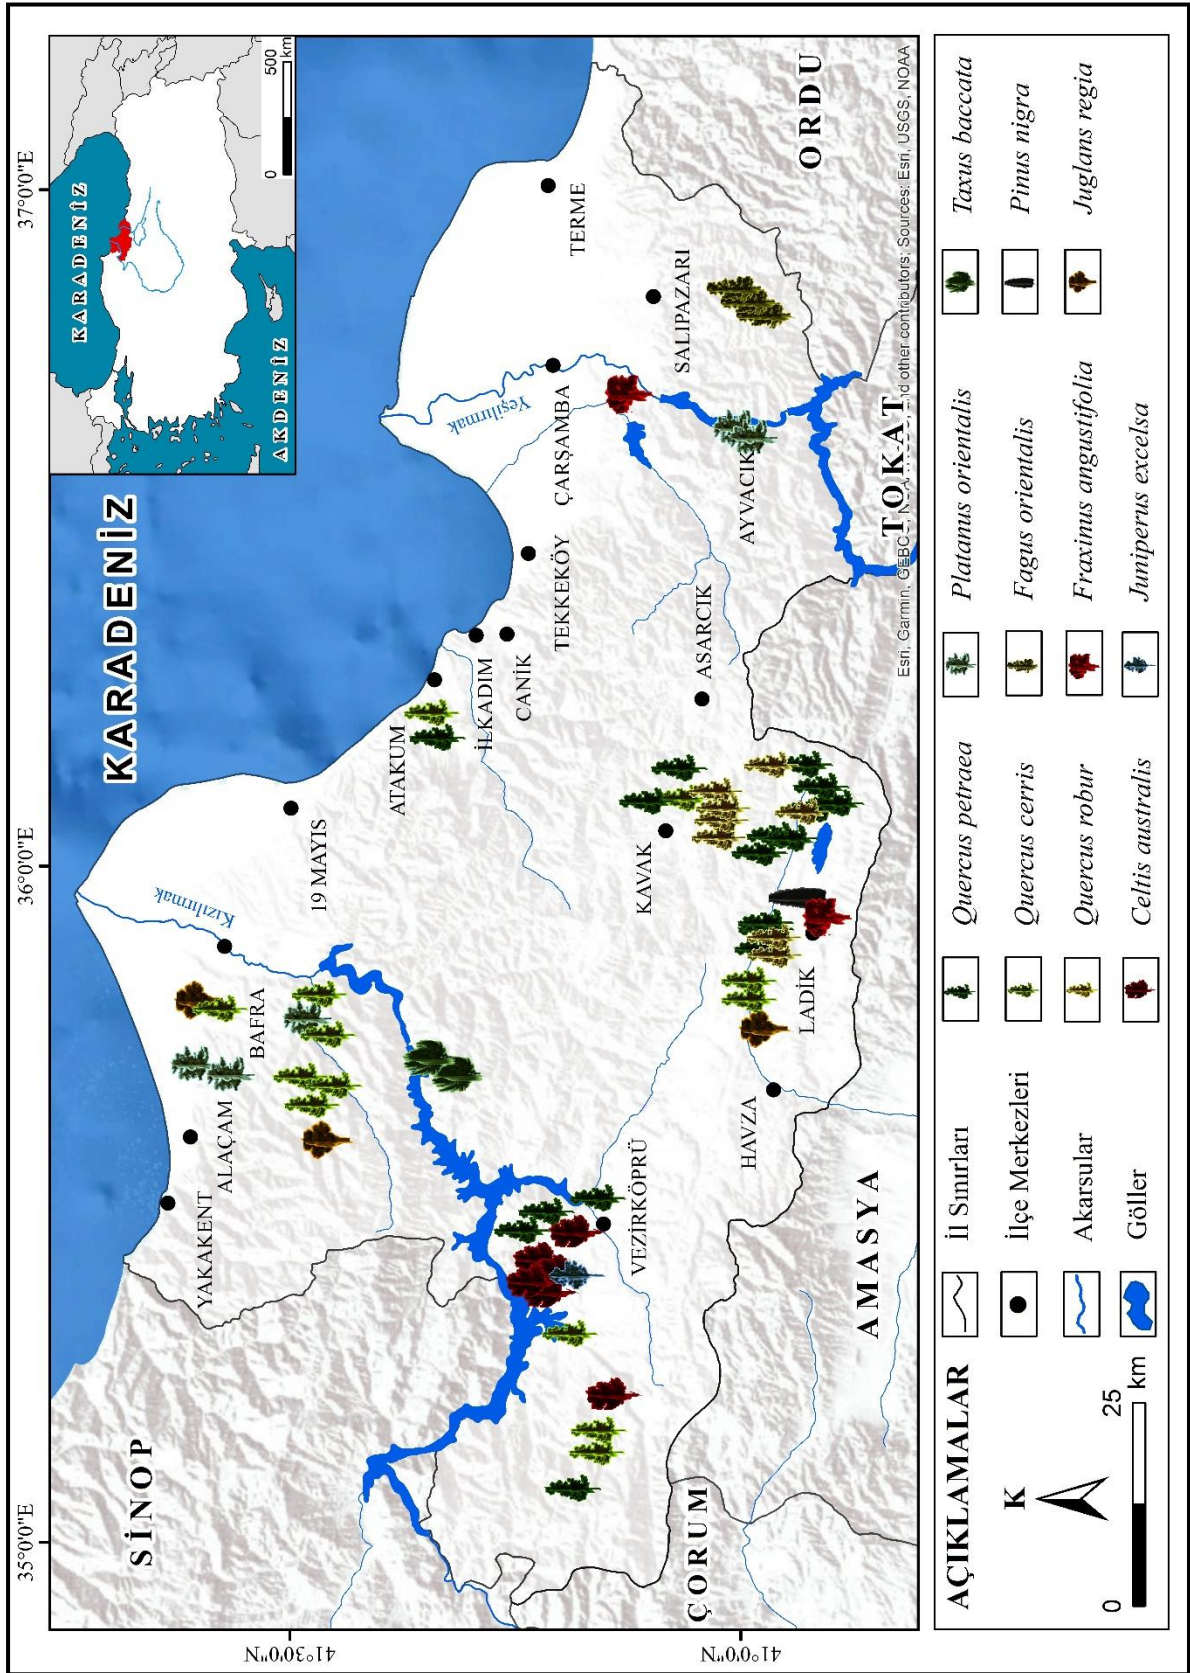 35°0'0"E
36°0'0"E
37°0'0"E
41°30'0"N
41°0'0"N
KARADENİZ
SİNOP
ÇORUM
AMASYA
TOKAT
ORDU
YAKAKENT
ALAÇAM
BAFRA
19 MAYIS
ATAKUM
İLKADIM
CANİK
TEKKEKÖY
ÇARŞAMBA
TERME
SALIPAZARI
AYVACIK
ASARCIK
KAVAK
LADİK
HAVZA
VEZİRKÖPRÜ
Kızılırmak
Yeşilırmak
KARADENİZ
AKDENİZ
0 500
km
Esri, Garmin, GEBCO, NOAA and other contributors; Sources: Esri, USGS, NOAA
AÇIKLAMALAR
K
0 25
km
İl Sınırları
İlçe Merkezleri
Akarsular
Göller
Quercus petraea
Quercus cerris
Quercus robur
Celtis australis
Platanus orientalis
Fagus orientalis
Fraxinus angustifolia
Juniperus excelsa
Taxus baccata
Pinus nigra
Juglans regia